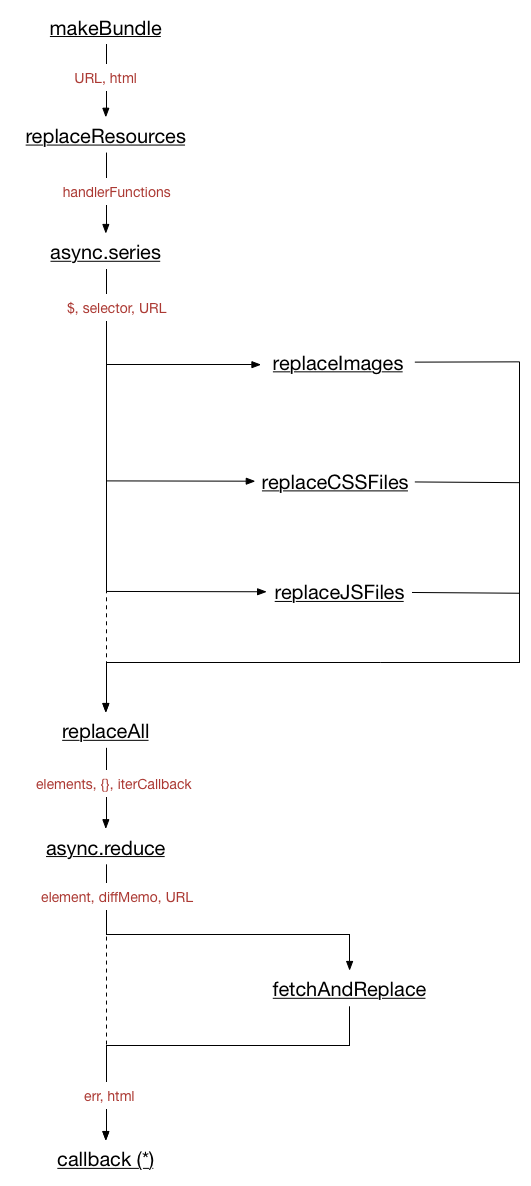 makeBundle
URL, html
replaceResources
handlerFunctions
async.series
$, selector, URL
replaceImages
replaceCSSFiles
replaceJSFiles
replaceAll
elements, {}, iterCallback
async.reduce
element, diffMemo, URL
fetchAndReplace
err, html
callback (*)